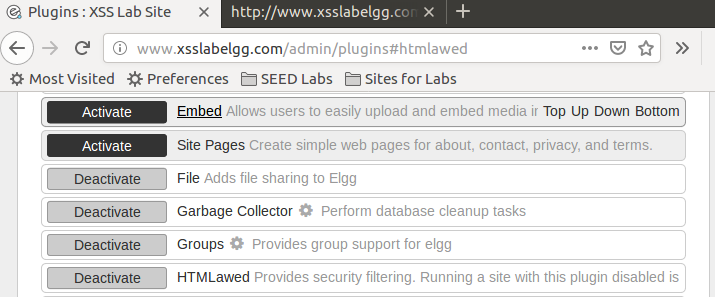 Plugins : XSS Lab Site
http://www.xsslabelgg.con
www.xsslabelgg.com/admin/plugins#htmlawed
Most Visited Preferences SEED Labs Sites for Labs
Activate Embed Allows users to easily upload and embed media in Top Up Down Bottom
Activate Site Pages Create simple web pages for about, contact, privacy, and terms.
Deactivate File Adds file sharing to Elgg
Deactivate Garbage Collector Perform database cleanup tasks
Deactivate Groups Provides group support for elgg
Deactivate HTMLawed Provides security filtering. Running a site with this plugin disabled is